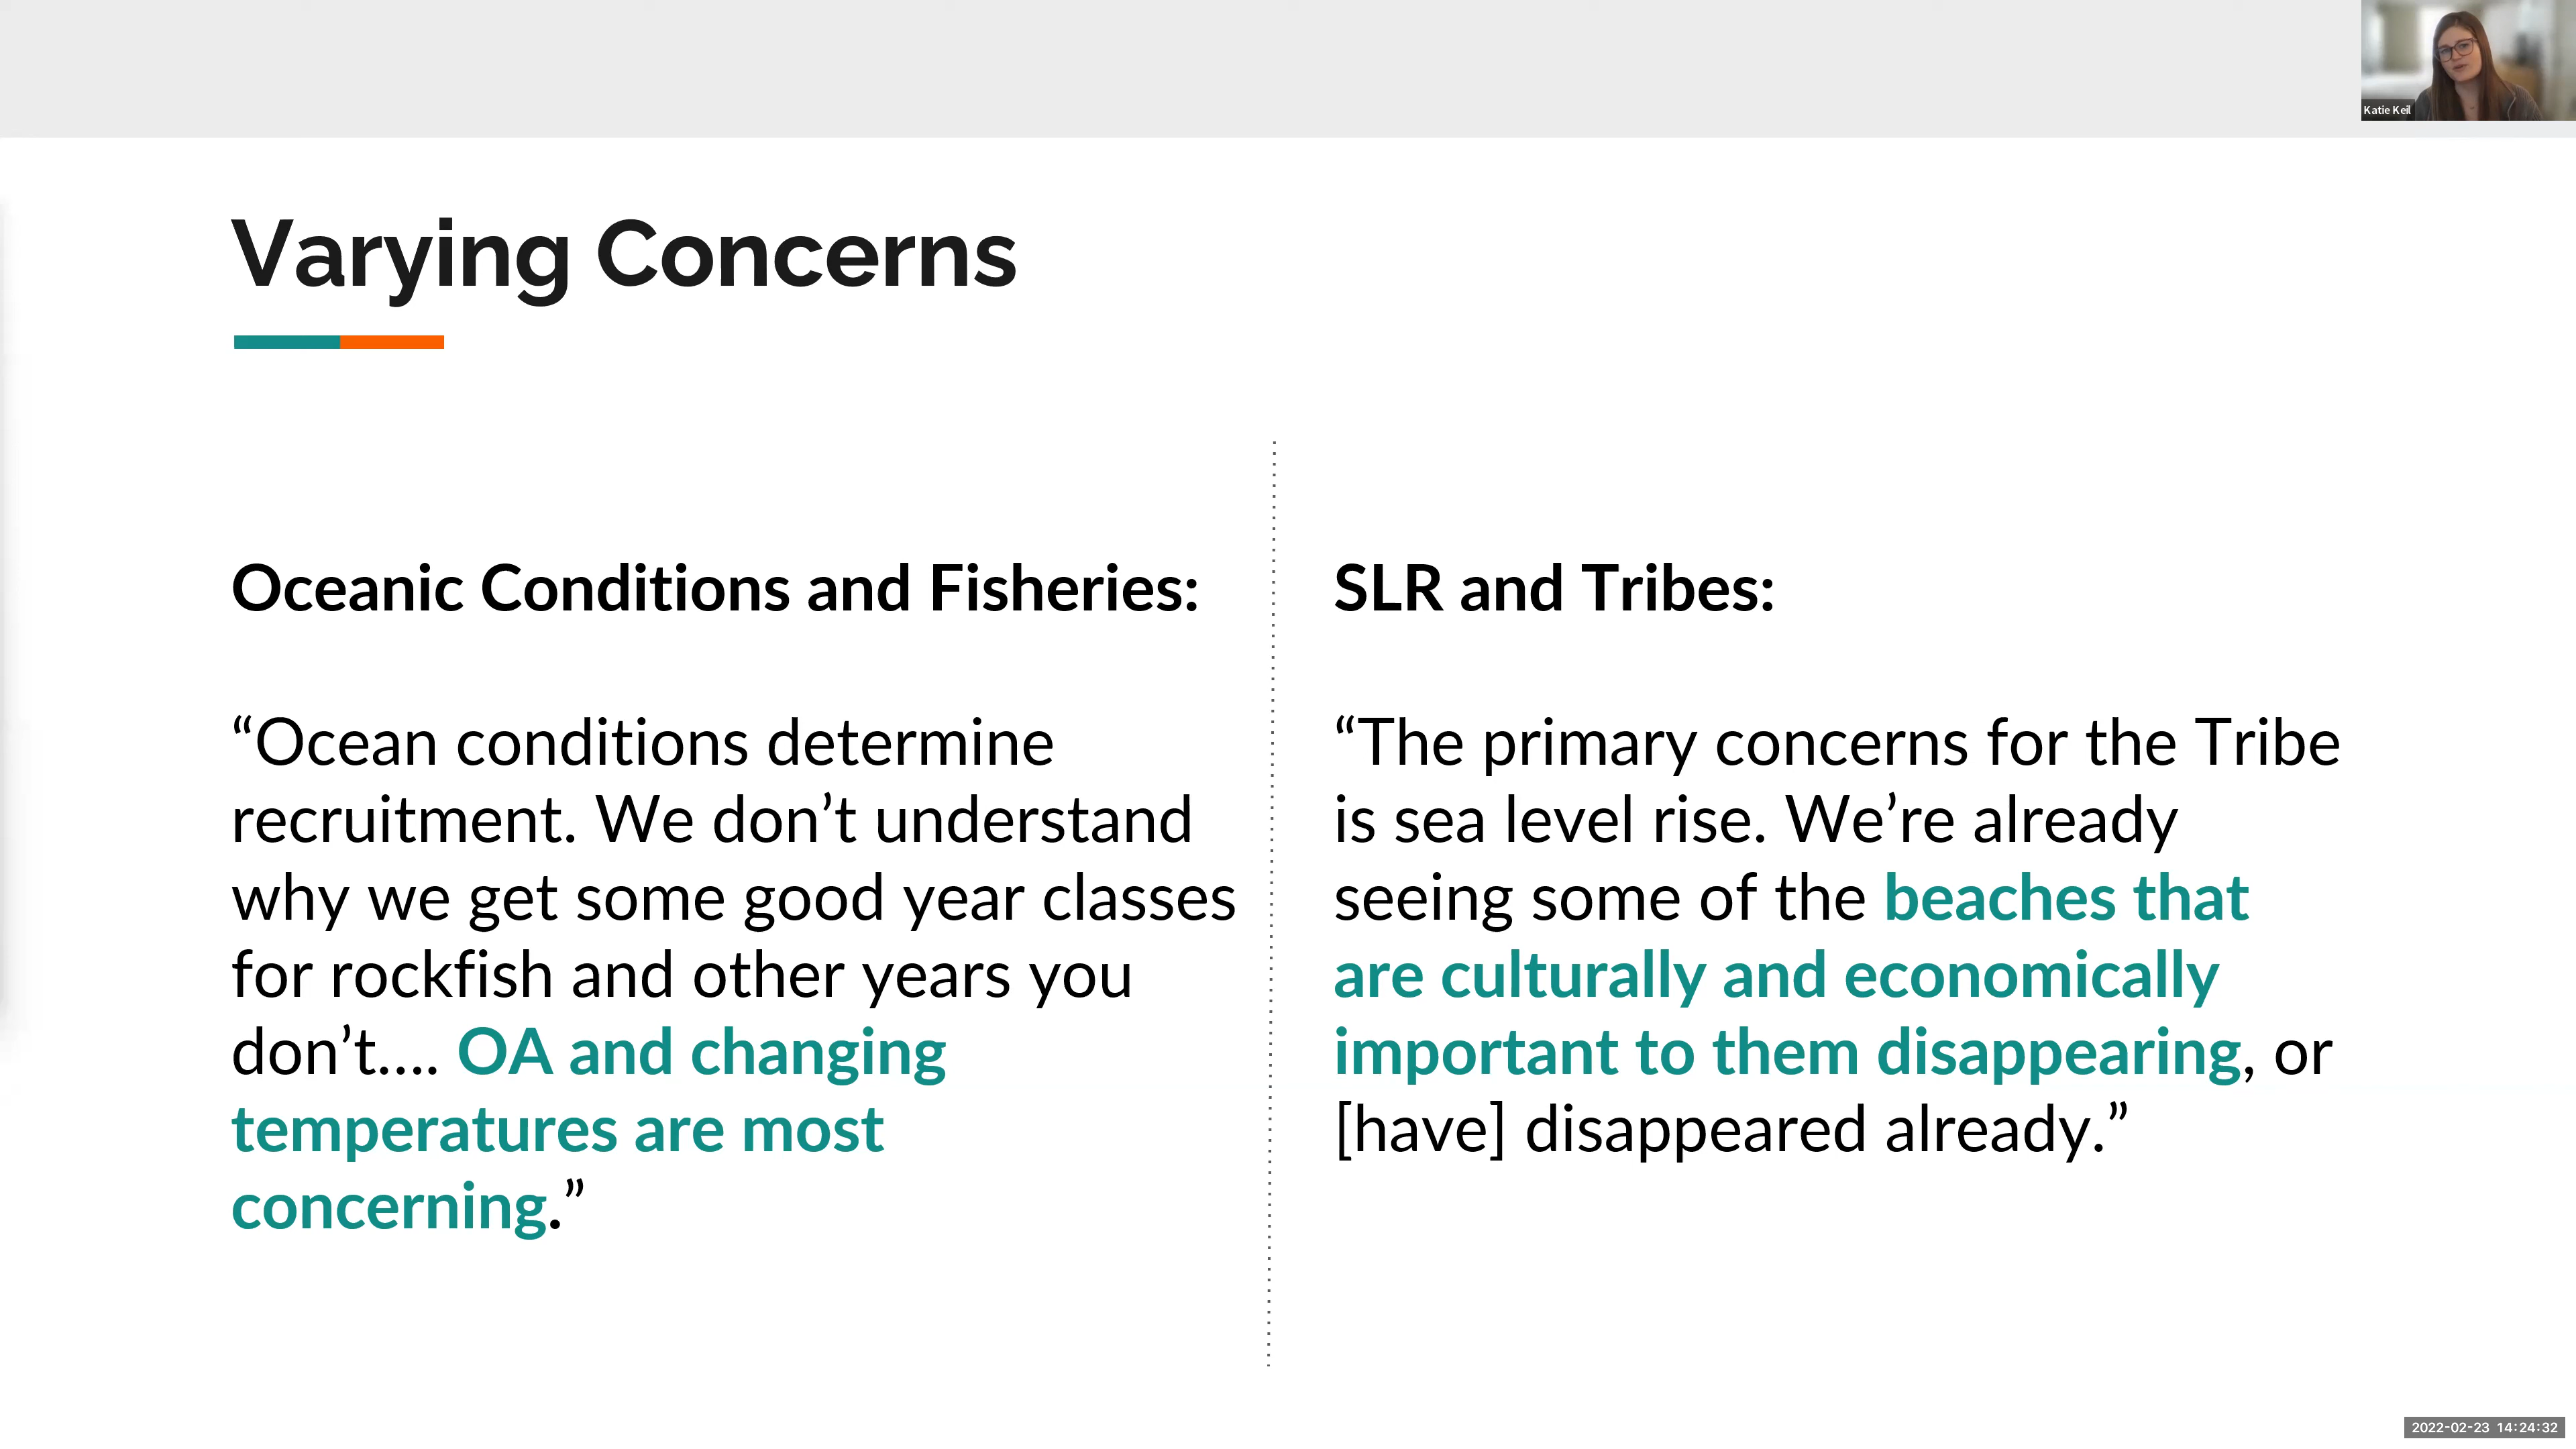 Katie Keil
Varying Concerns
Oceanic Conditions and Fisheries:
“Ocean conditions determine
recruitment. We don’t understand
why we get some good year classes
for rockfish and other years you
don’t.... OA and changing
temperatures are most
concerning.”
SLR and Tribes:
“The primary concerns for the Tribe
is sea level rise. We’re already
seeing some of the beaches that
are culturally and economically
important to them disappearing, or
[have] disappeared already.”
2022-02-23 14:24:32